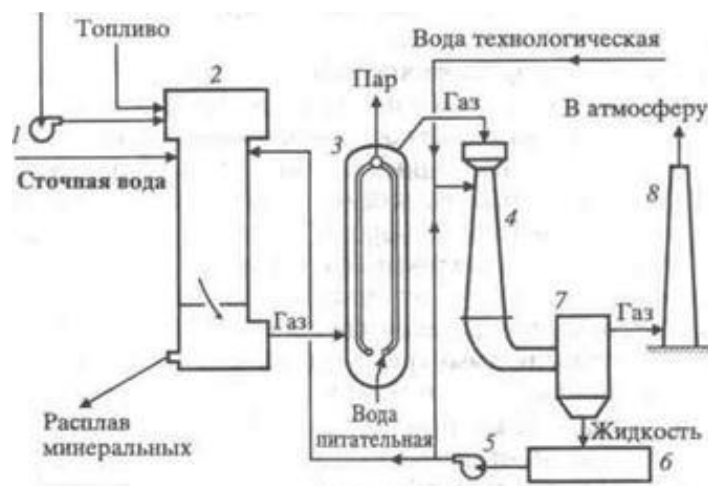 Топливо
2
Вода технологическая
Пар
Газ
В атмосферу
1
3
Сточная вода
4
8
7
Газ
Газ
Расплав
минеральных
Вода
питательная
5
Жидкость
6